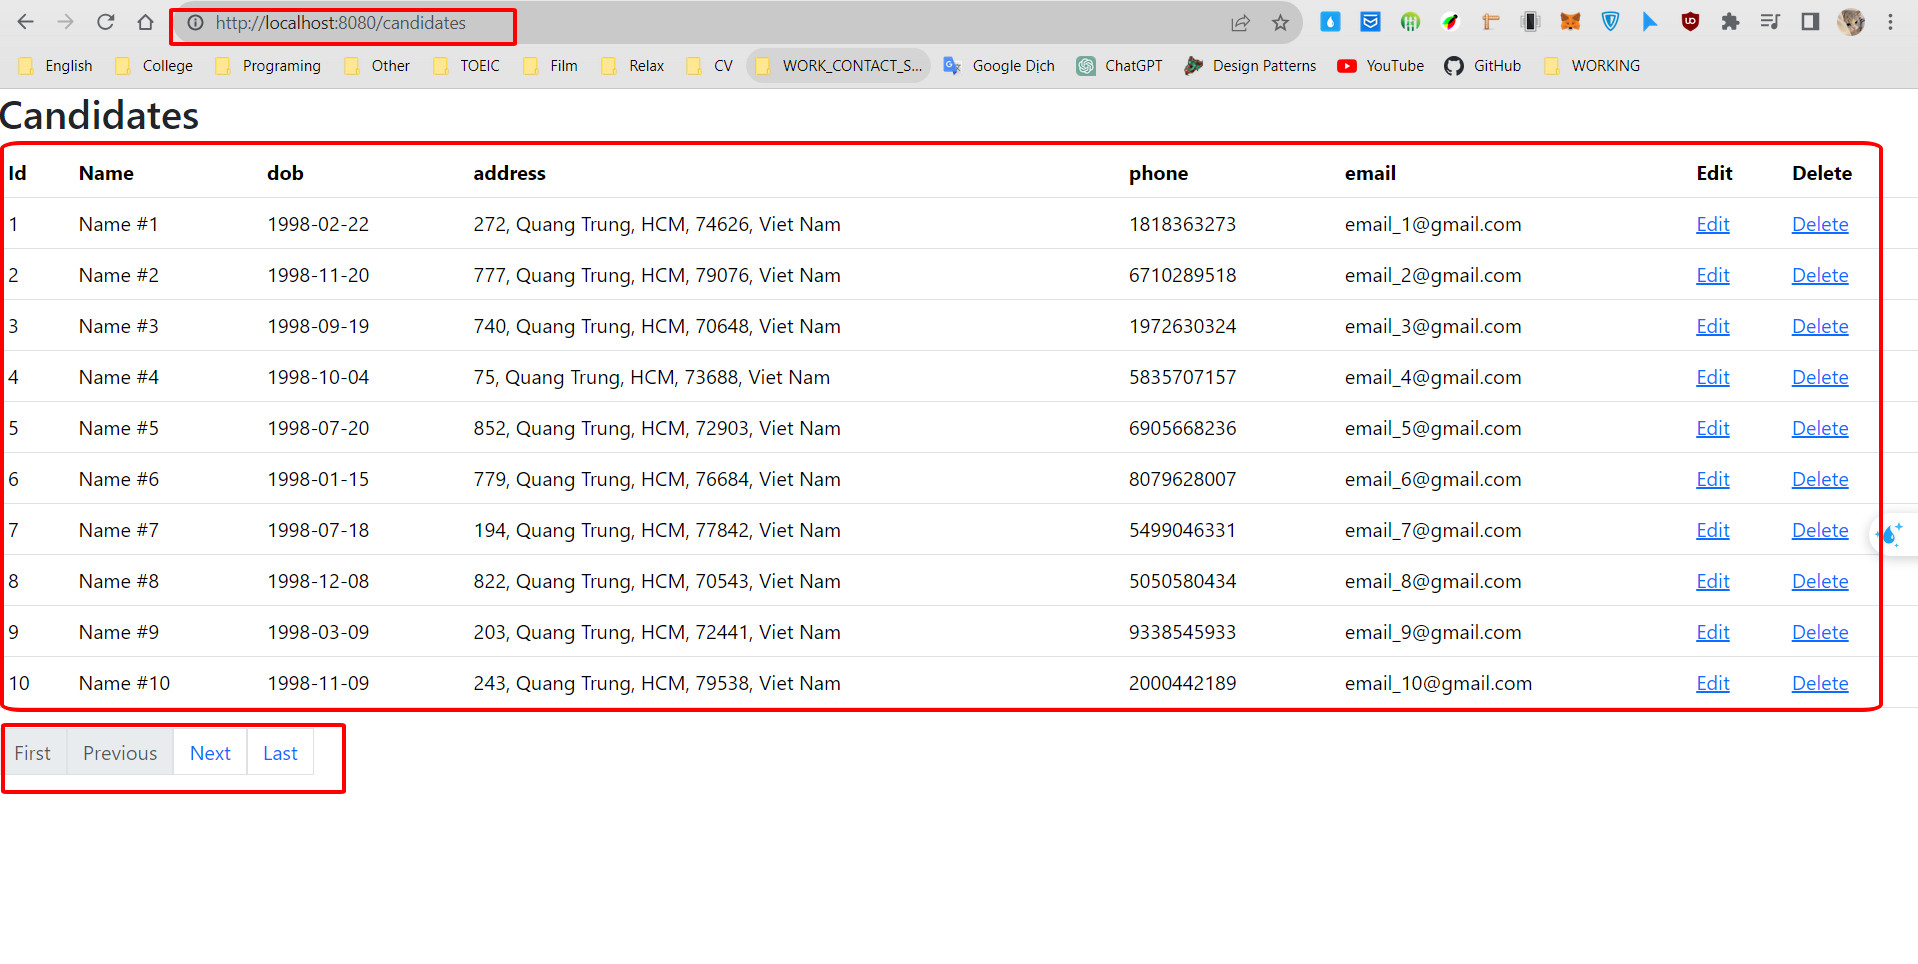 http://localhost:8080/candidates
English College Programing Other TOEIC Film Relax CV WORK_CONTACT_S... Google Dịch ChatGPT Design Patterns YouTube GitHub WORKING
Candidates
Id Name dob address phone email Edit Delete
1 Name #1 1998-02-22 272, Quang Trung, HCM, 74626, Viet Nam 1818363273 email_1@gmail.com Edit Delete
2 Name #2 1998-11-20 777, Quang Trung, HCM, 79076, Viet Nam 6710289518 email_2@gmail.com Edit Delete
3 Name #3 1998-09-19 740, Quang Trung, HCM, 70648, Viet Nam 1972630324 email_3@gmail.com Edit Delete
4 Name #4 1998-10-04 75, Quang Trung, HCM, 73688, Viet Nam 5835707157 email_4@gmail.com Edit Delete
5 Name #5 1998-07-20 852, Quang Trung, HCM, 72903, Viet Nam 6905668236 email_5@gmail.com Edit Delete
6 Name #6 1998-01-15 779, Quang Trung, HCM, 76684, Viet Nam 8079628007 email_6@gmail.com Edit Delete
7 Name #7 1998-07-18 194, Quang Trung, HCM, 77842, Viet Nam 5499046331 email_7@gmail.com Edit Delete
8 Name #8 1998-12-08 822, Quang Trung, HCM, 70543, Viet Nam 5050580434 email_8@gmail.com Edit Delete
9 Name #9 1998-03-09 203, Quang Trung, HCM, 72441, Viet Nam 9338545933 email_9@gmail.com Edit Delete
10 Name #10 1998-11-09 243, Quang Trung, HCM, 79538, Viet Nam 2000442189 email_10@gmail.com Edit Delete
First Previous Next Last